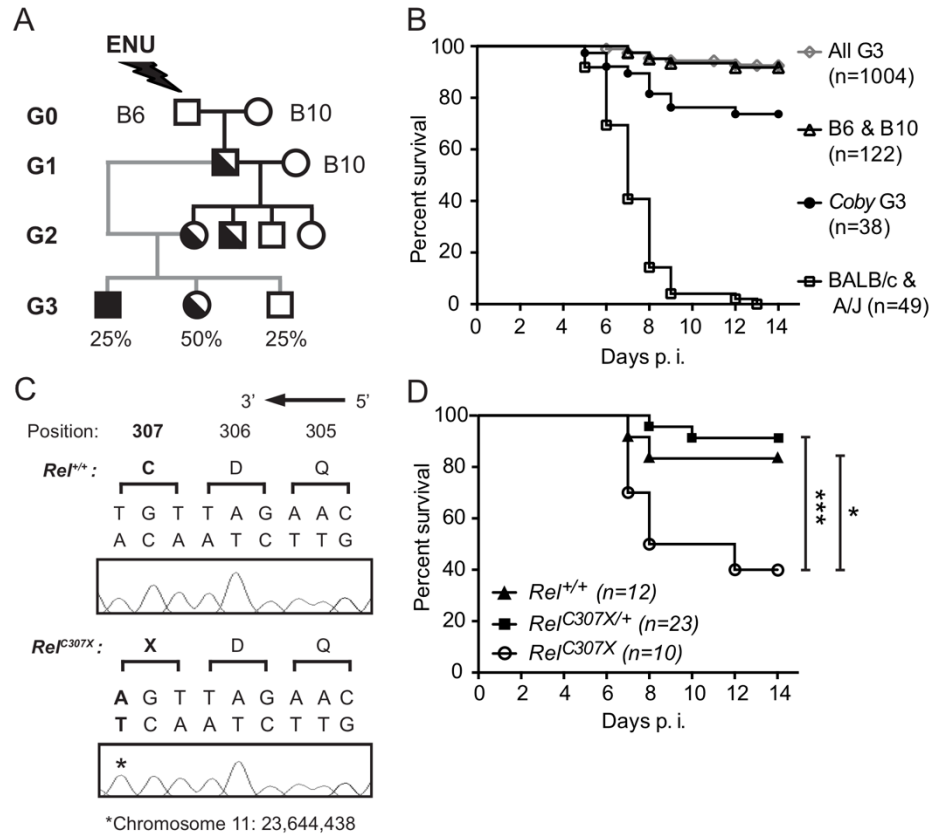 A
ENU
G0
B6
B10
G1
B10
G2
G3
25%
50%
25%
B
Percent survival
100
80
60
40
20
0
0 2 4 6 8 10 12 14
Days p. i.
All G3
(n=1004)
B6 & B10
(n=122)
Coby G3
(n=38)
BALB/c &
A/J (n=49)
C
3’ 5’
Position: 307 306 305
Rel+/+ : C D Q
T G T T A G A A C
A C A A T C T T G
RelC307X : X D Q
A G T T A G A A C
T C A A T C T T G
*
*Chromosome 11: 23,644,438
D
Percent survival
100
80
60
40
20
0
0 2 4 6 8 10 12 14
Days p. i.
Rel+/+ (n=12)
RelC307X/+ (n=23)
RelC307X (n=10)
***
*